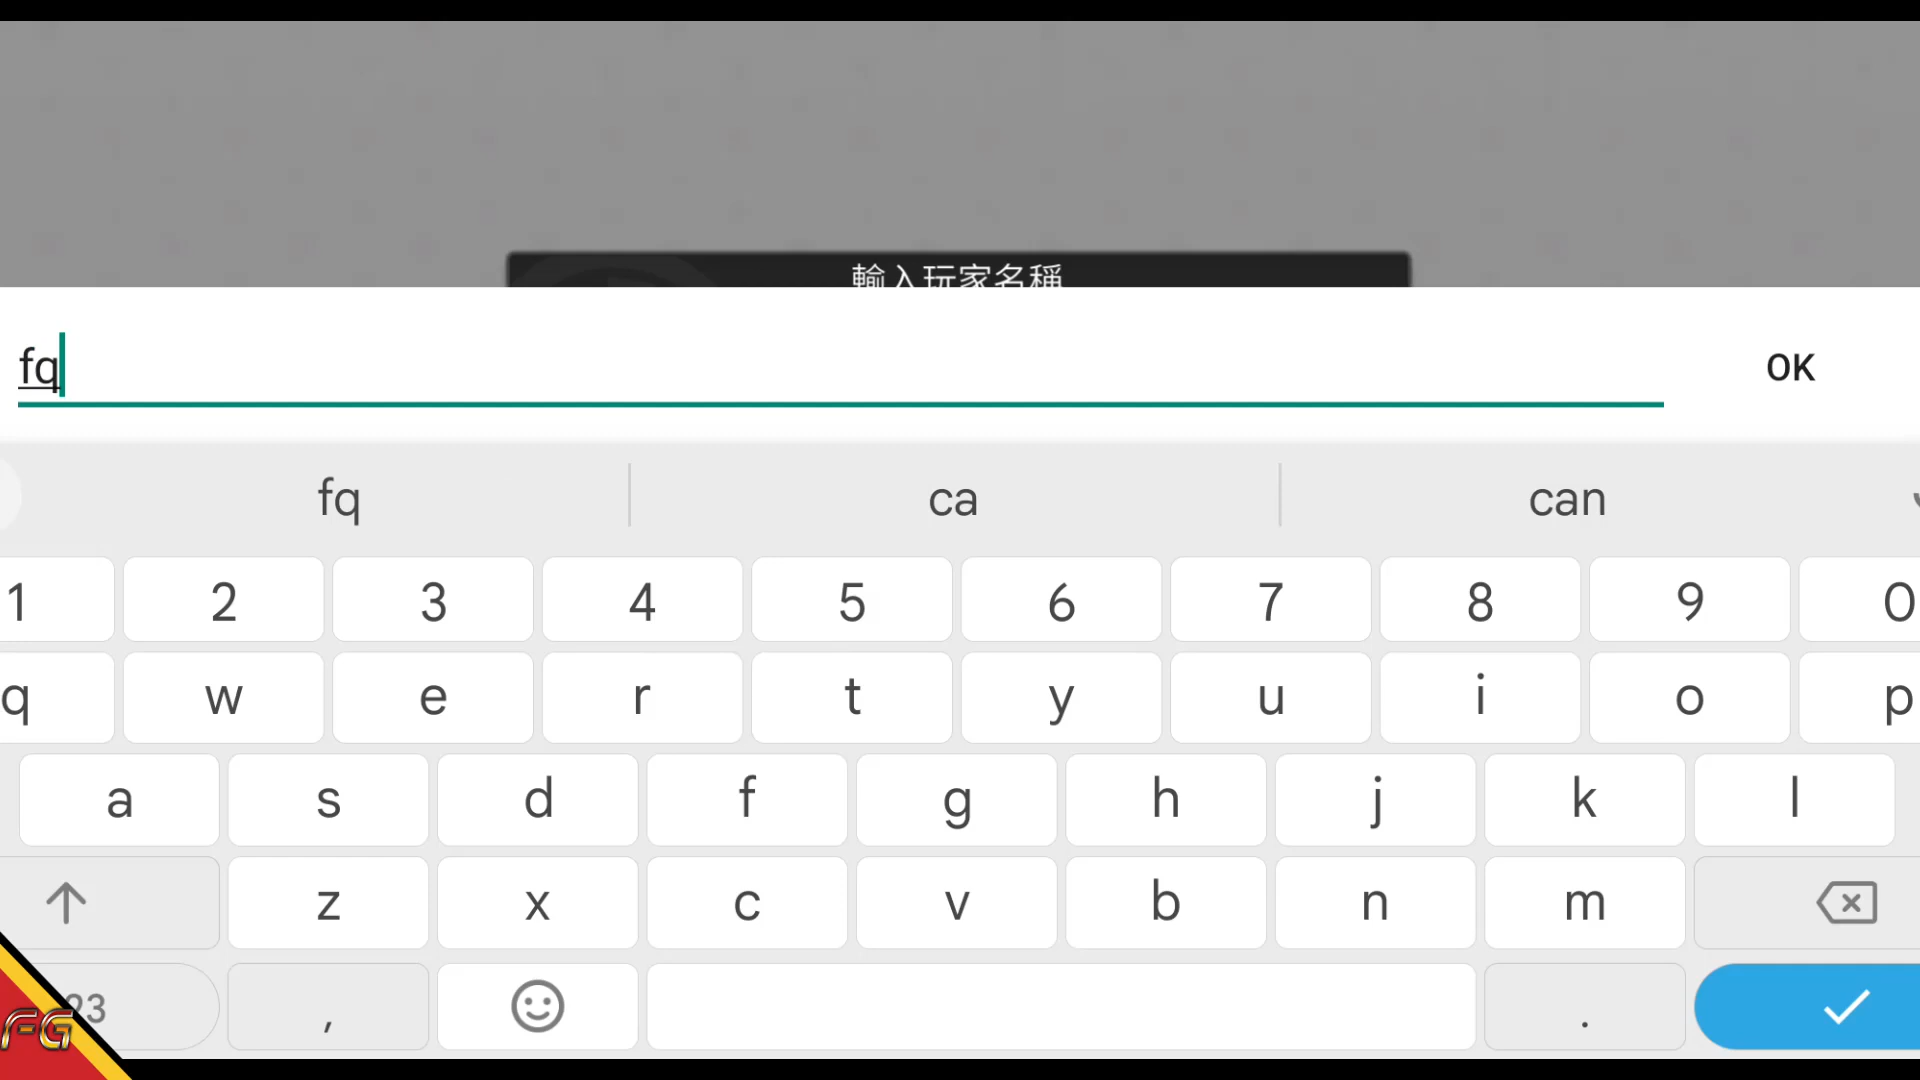 輸入玩家名稱
fq
OK
fq ca can
1 2 3 4 5 6 7 8 9 0
q w e r t y u i o p
a s d f g h j k l
z x c v b n m
23 , .
FG